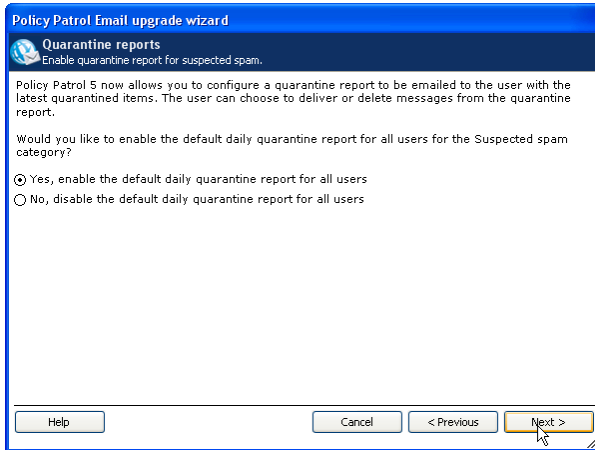 Policy Patrol Email upgrade wizard
Quarantine reports
Enable quarantine report for suspected spam.
Policy Patrol 5 now allows you to configure a quarantine report to be emailed to the user with the
latest quarantined items. The user can choose to deliver or delete messages from the quarantine
report.
Would you like to enable the default daily quarantine report for all users for the Suspected spam
category?
Yes, enable the default daily quarantine report for all users
No, disable the default daily quarantine report for all users
Help
Cancel
< Previous
Next >